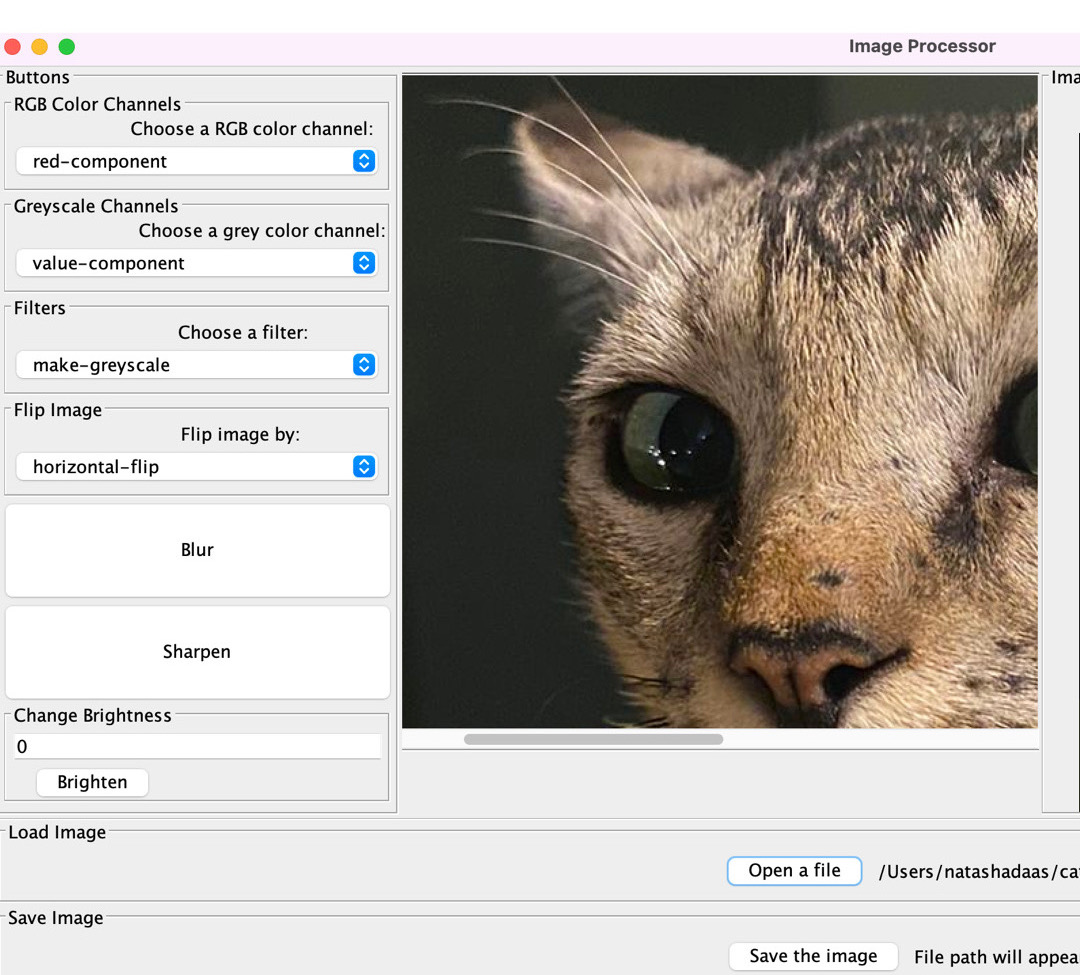 Image Processor
Buttons
RGB Color Channels
Choose a RGB color channel:
red-component
Greyscale Channels
Choose a grey color channel:
value-component
Filters
Choose a filter:
make-greyscale
Flip Image
Flip image by:
horizontal-flip
Blur
Sharpen
Change Brightness
0
Brighten
Ima
Load Image
Open a file
/Users/natashadaas/ca
Save Image
Save the image
File path will appea